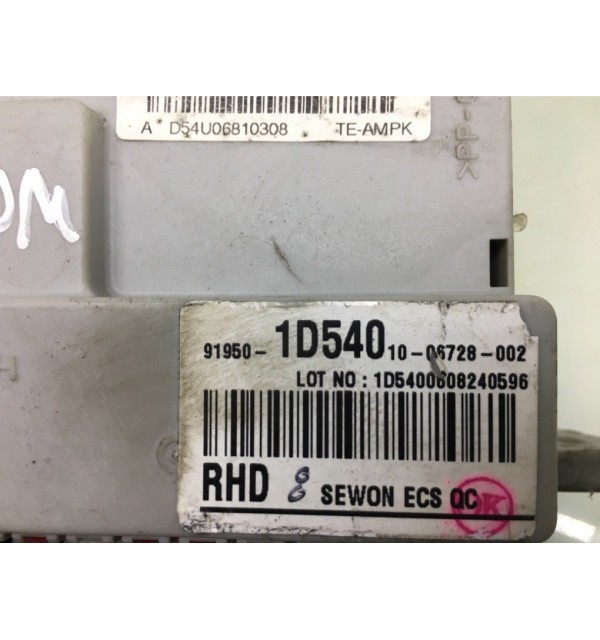 A D54U06810308 TE-AMPK
91950-1D540 10-06728-002
LOT NO : 1D5400608240596
RHD 8 SEWON ECS QC
OK